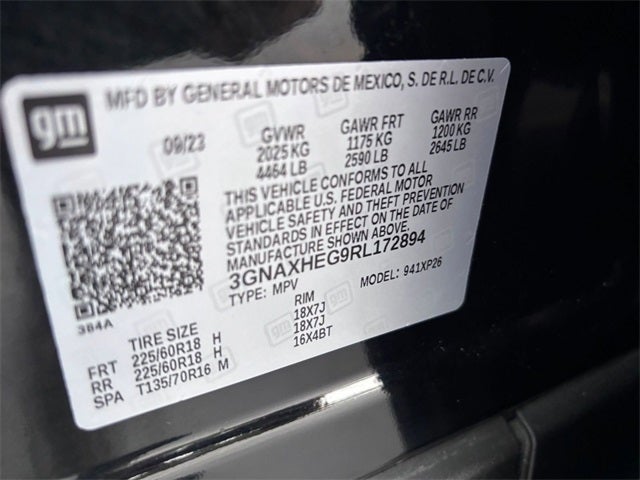 gm
MFD BY GENERAL MOTORS DE MEXICO, S. DE R.L. DE C.V.
09/23 GVWR GAWR FRT GAWR RR
2025 KG 1175 KG 1200 KG
4464 LB 2590 LB 2645 LB
THIS VEHICLE CONFORMS TO ALL
APPLICABLE U.S. FEDERAL MOTOR
VEHICLE SAFETY AND THEFT PREVENTION
STANDARDS IN EFFECT ON THE DATE OF
MANUFACTURE SHOWN ABOVE.
3GNAXHEG9RL172894
TYPE: MPV MODEL: 941XP26
384A
TIRE SIZE RIM
FRT 225/60R18 H 18X7J
RR 225/60R18 H 18X7J
SPA T135/70R16 M 16X4BT